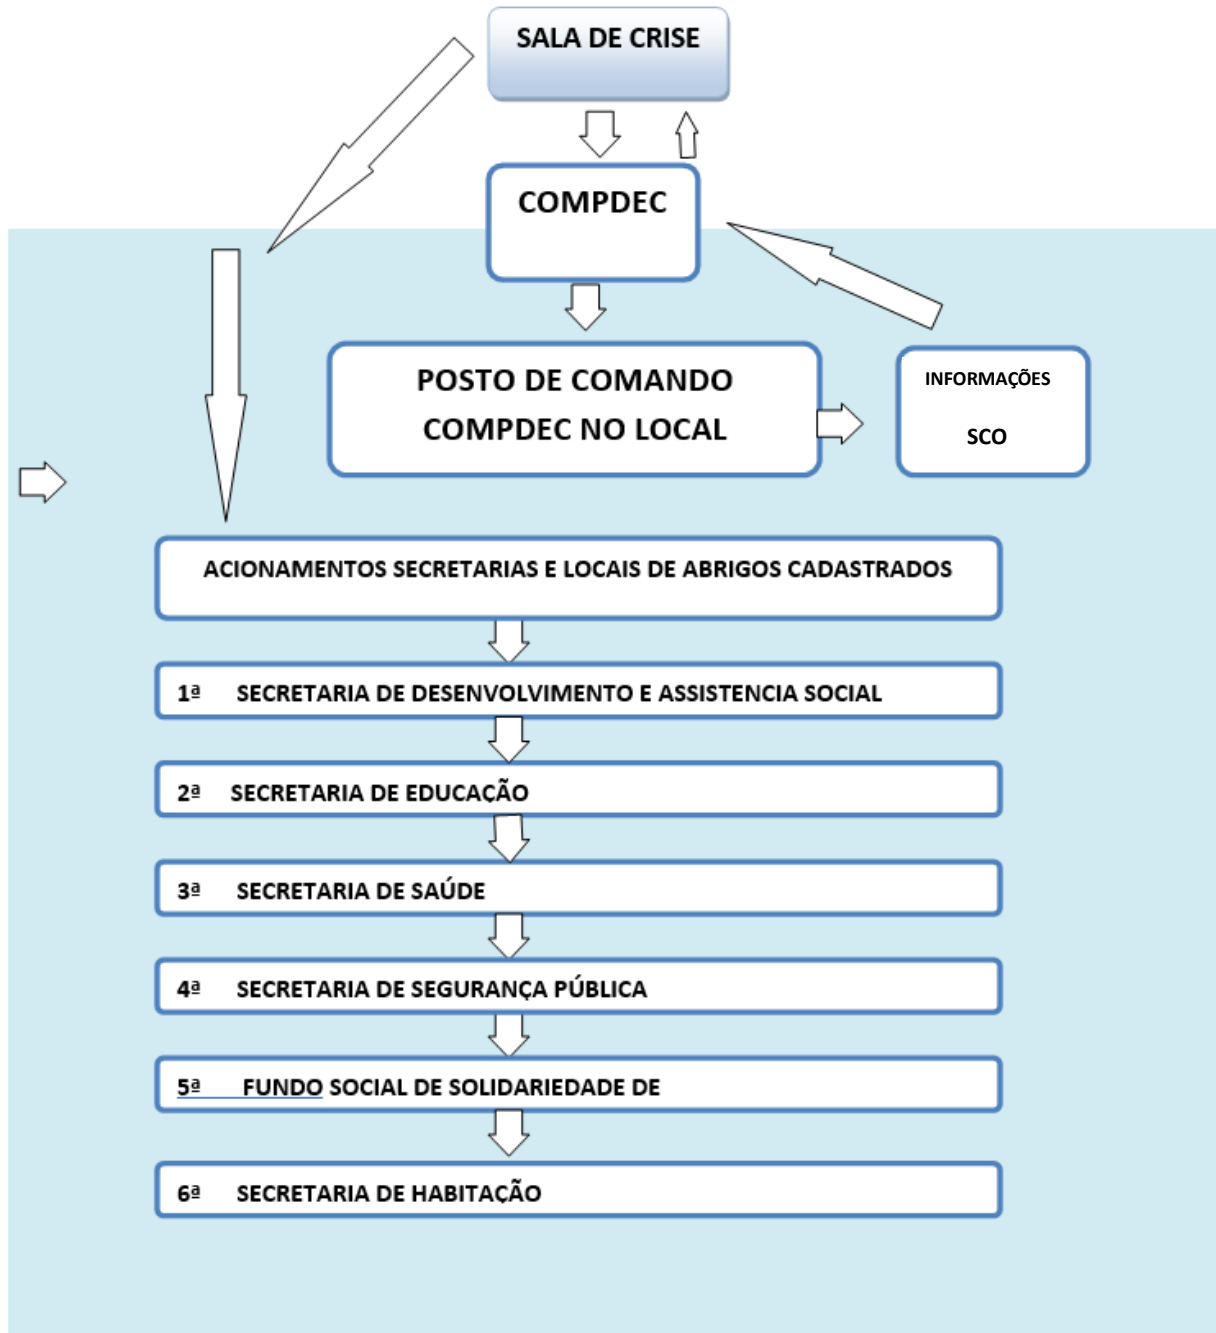 SALA DE CRISE
COMPDEC
POSTO DE COMANDO
COMPDEC NO LOCAL
INFORMAÇÕES
SCO
ACIONAMENTOS SECRETARIAS E LOCAIS DE ABRIGOS CADASTRADOS
1ª SECRETARIA DE DESENVOLVIMENTO E ASSISTENCIA SOCIAL
2ª SECRETARIA DE EDUCAÇÃO
3ª SECRETARIA DE SAÚDE
4ª SECRETARIA DE SEGURANÇA PÚBLICA
5ª FUNDO SOCIAL DE SOLIDARIEDADE DE
6ª SECRETARIA DE HABITAÇÃO